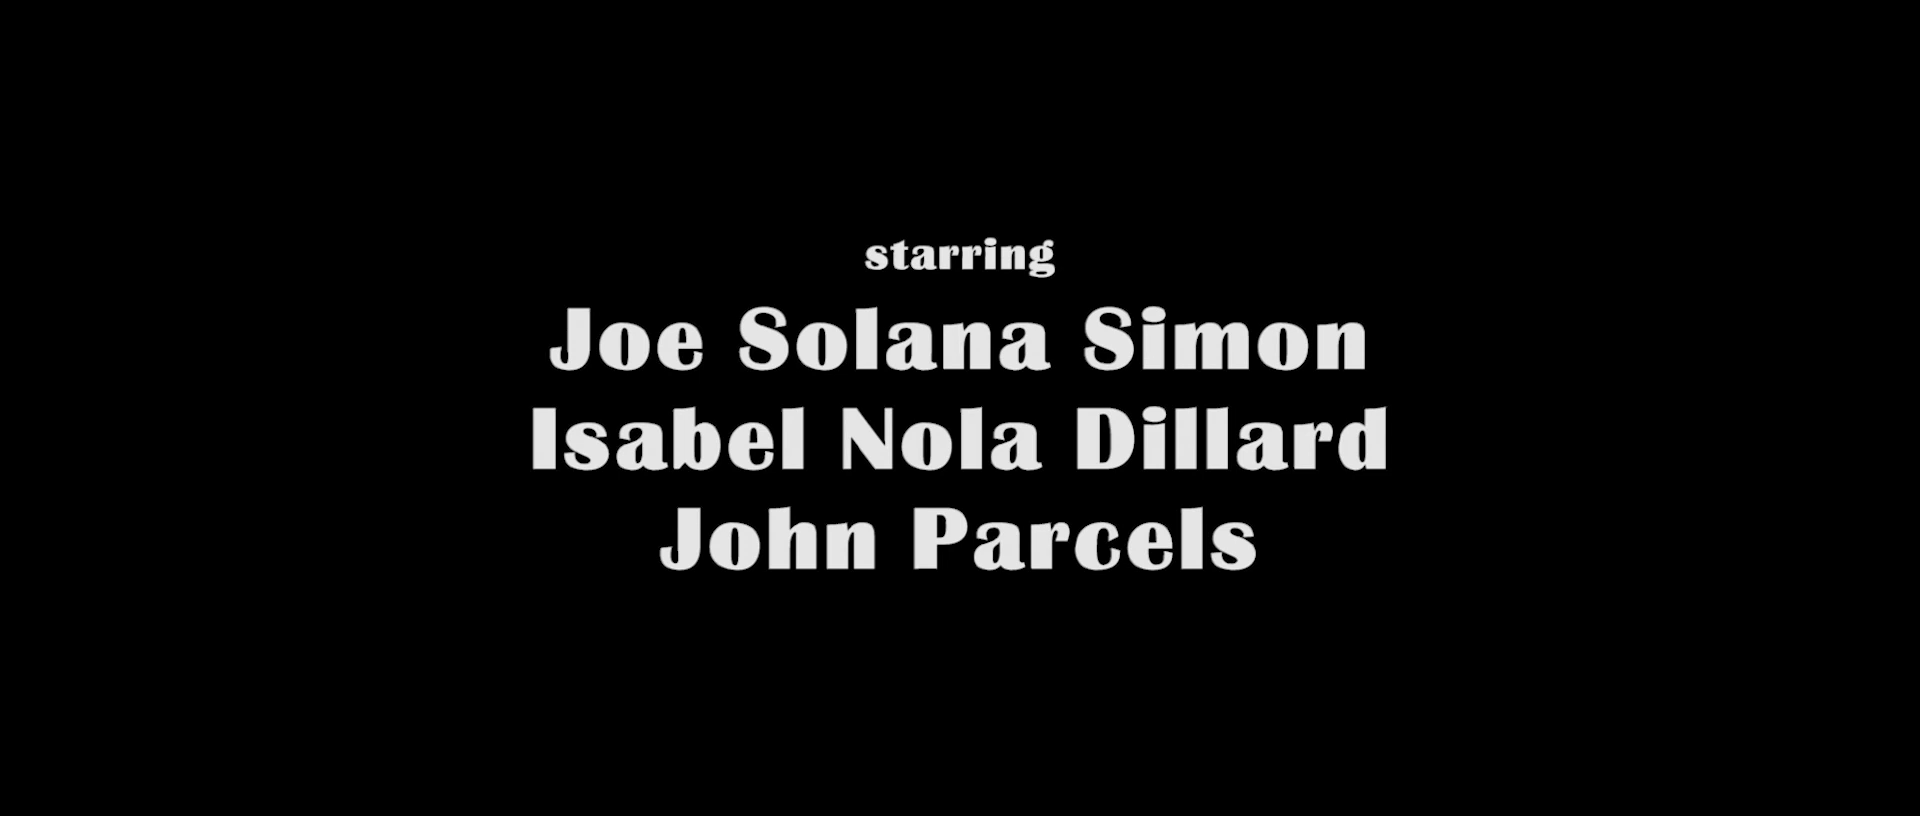 starring
Joe Solana Simon
Isabel Nola Dillard
John Parcels